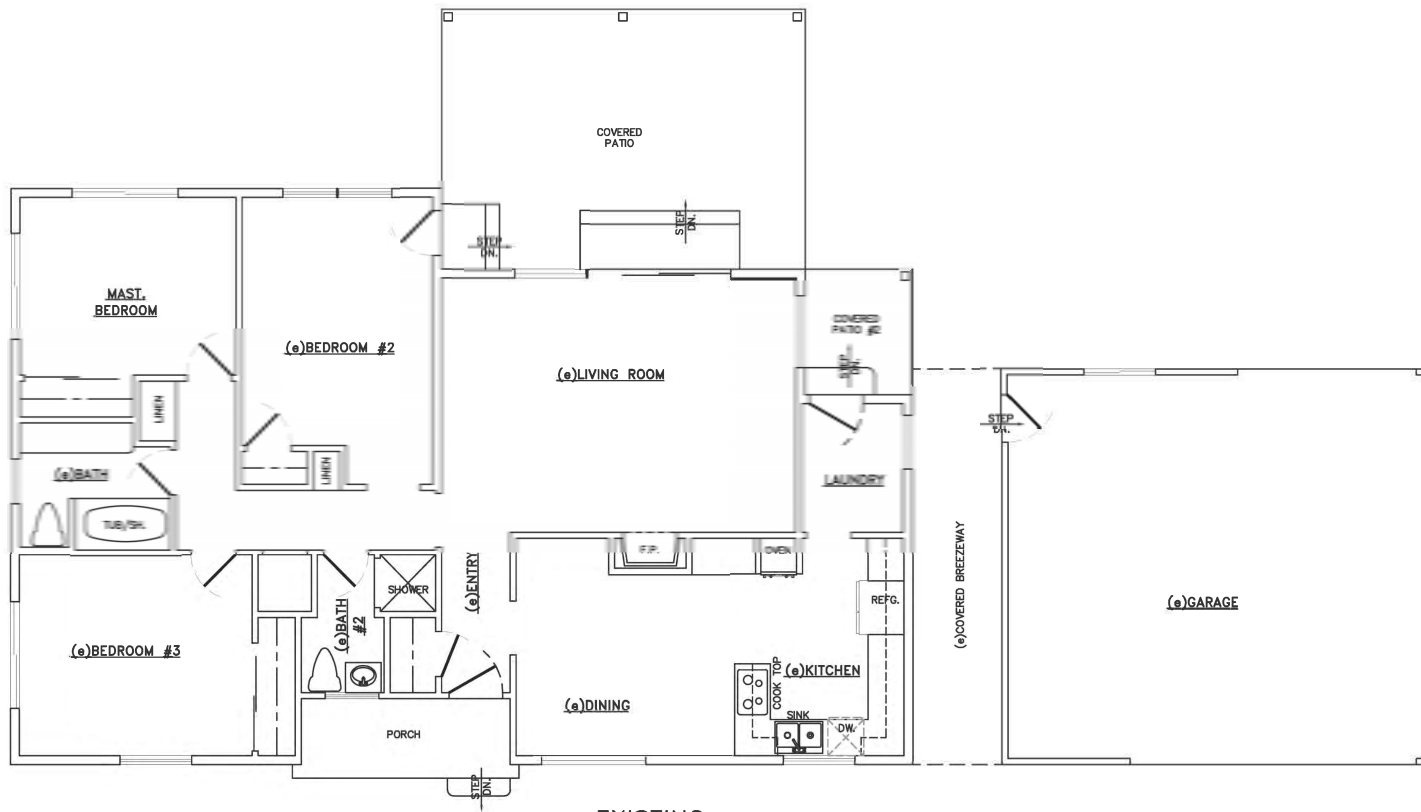 COVERED
PATIO
STEP
DN.
STEP
DN.
MAST.
BEDROOM
(e)BEDROOM #2
(e)LIVING ROOM
COVERED
PATIO #2
STEP
DN.
LINEN
LINEN
STEP
DN.
(e)BATH
TUB/SH.
LAUNDRY
F.P.
OVEN
SHOWER
(e)ENTRY
REFG.
(e)COVERED BREEZEWAY
(e)GARAGE
(e)BATH
#2
(e)BEDROOM #3
(e)KITCHEN
COOK TOP
(e)DINING
SINK
DW.
PORCH
STEP
DN.